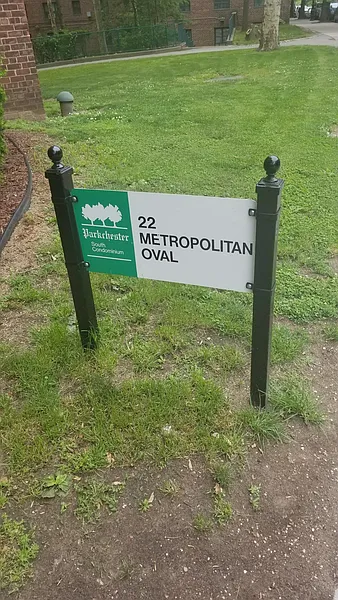 Parkchester
South
Condominium
22
METROPOLITAN
OVAL